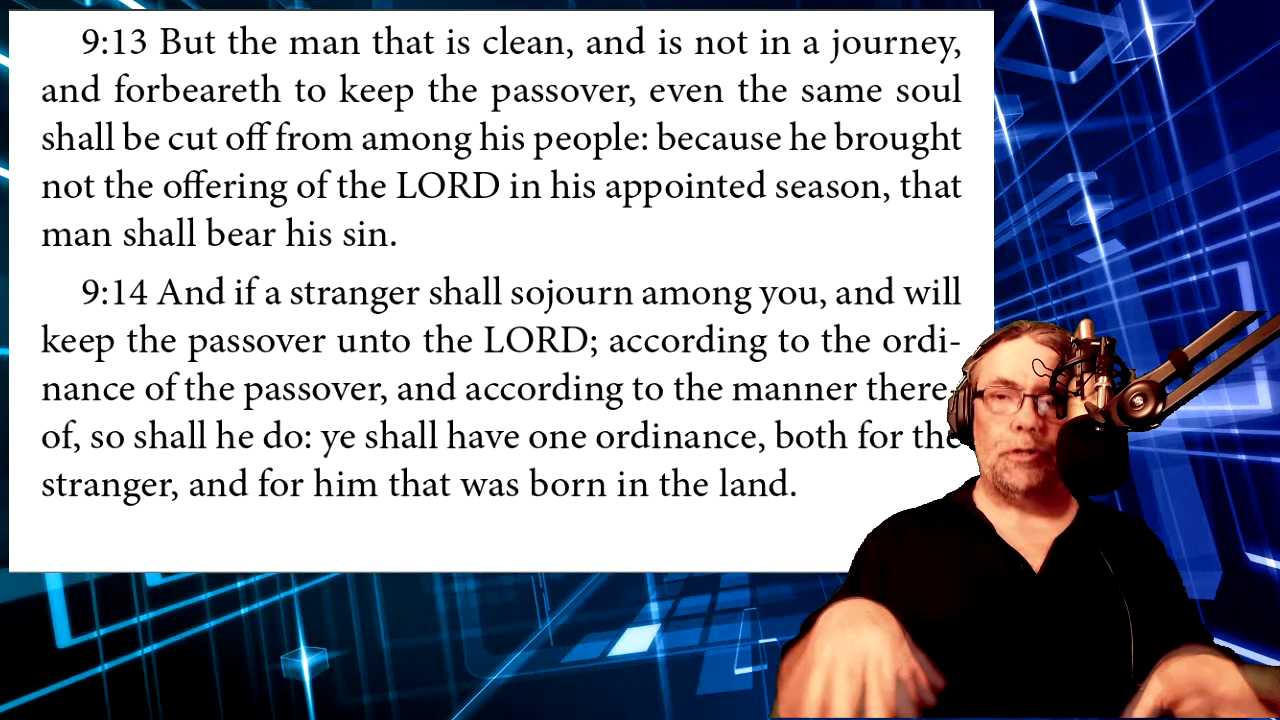 9:13 But the man that is clean, and is not in a journey,
and forbeareth to keep the passover, even the same soul
shall be cut off from among his people: because he brought
not the offering of the LORD in his appointed season, that
man shall bear his sin.
9:14 And if a stranger shall sojourn among you, and will
keep the passover unto the LORD; according to the ordi-
nance of the passover, and according to the manner there-
of, so shall he do: ye shall have one ordinance, both for the
stranger, and for him that was born in the land.